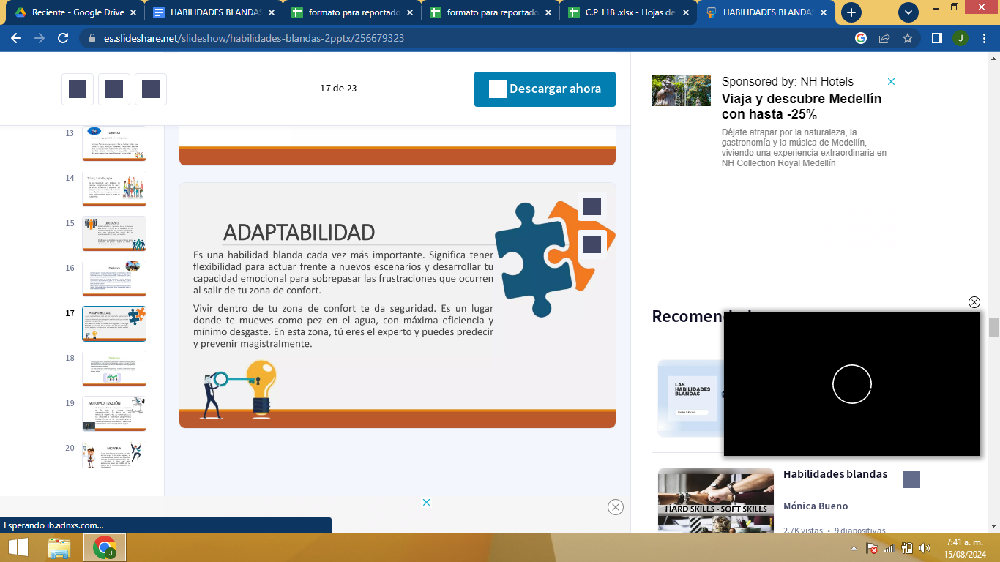 Reciente - Google Drive
HABILIDADES BLANDAS
formato para reportado
formato para reportado
C.P 11B .xlsx - Hojas de
HABILIDADES BLANDAS
es.slideshare.net/slideshow/habilidades-blandas-2pptx/256679323
J
17 de 23
Descargar ahora
Sponsored by: NH Hotels
Viaja y descubre Medellín
con hasta -25%
Déjate atrapar por la naturaleza, la
gastronomía y la música de Medellín,
viviendo una experiencia extraordinaria en
NH Collection Royal Medellín
13
14
Trabajo en Equipo
15
LIDERAZGO
16
17
ADAPTABILIDAD
18
19
AUTOMOTIVACIÓN
20
INICIATIVA
ADAPTABILIDAD
Es una habilidad blanda cada vez más importante. Significa tener
flexibilidad para actuar frente a nuevos escenarios y desarrollar tu
capacidad emocional para sobrepasar las frustraciones que ocurren
al salir de tu zona de confort.
Vivir dentro de tu zona de confort te da seguridad. Es un lugar
donde te mueves como pez en el agua, con máxima eficiencia y
mínimo desgaste. En esta zona, tú eres el experto y puedes predecir
y prevenir magistralmente.
LAS
HABILIDADES
BLANDAS
Habilidades blandas
Mónica Bueno
2.7K vistas • 9 diapositivas
HARD SKILLS - SOFT SKILLS
Esperando ib.adnxs.com...
J
7:41 a. m.
15/08/2024